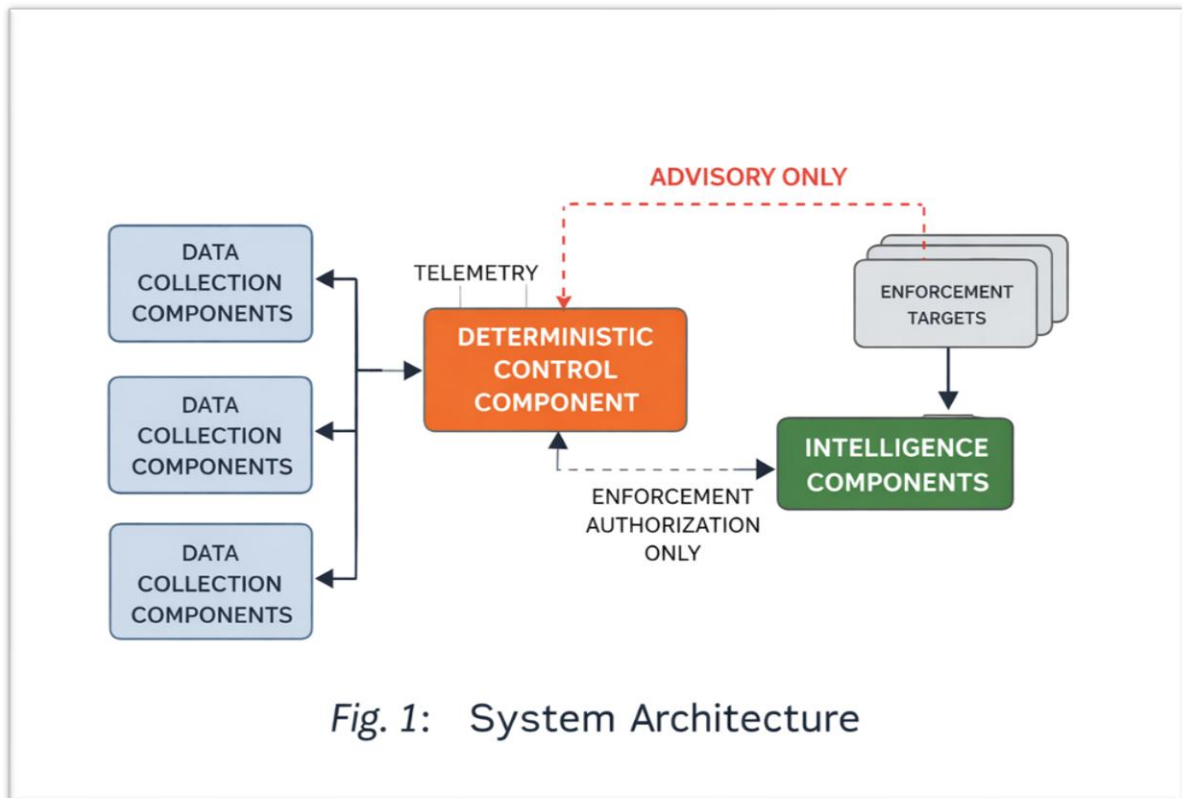 ADVISORY ONLY
DATA
COLLECTION
COMPONENTS
TELEMETRY
DETERMINISTIC
CONTROL
COMPONENT
ENFORCEMENT
TARGETS
DATA
COLLECTION
COMPONENTS
INTELLIGENCE
COMPONENTS
ENFORCEMENT
AUTHORIZATION
ONLY
DATA
COLLECTION
COMPONENTS
Fig. 1: System Architecture